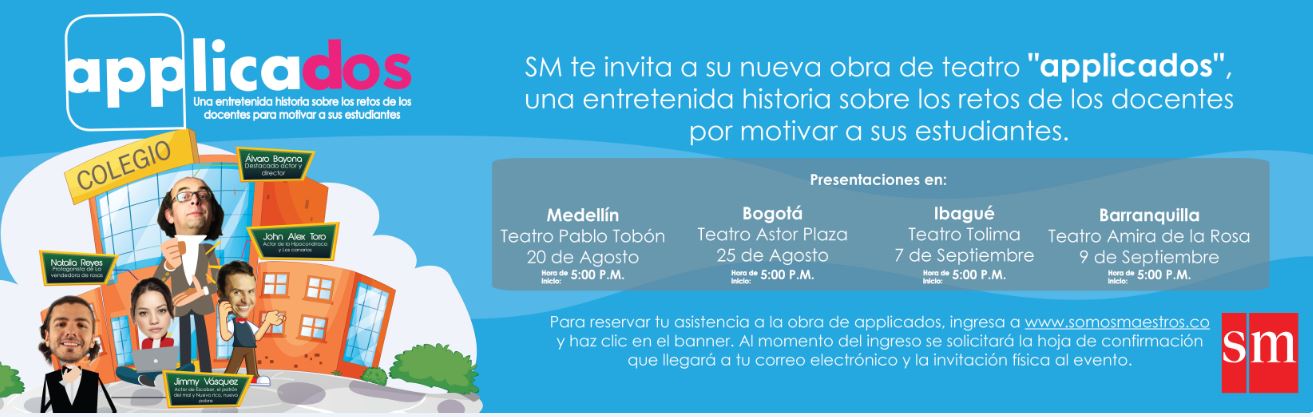 applicados
Una entretenida historia sobre los retos de los
docentes para motivar a sus estudiantes
COLEGIO
Álvaro Bayona
Destacado actor y
director
John Alex Toro
Actor de la Hipocondriaca
y Les canarios
Natalia Reyes
Protagonista de La
vendedora de rosas
Jimmy Vásquez
Actor de Escobar, el patrón
del mal y Nuevo rico, nuevo
pobre
SM te invita a su nueva obra de teatro "applicados",
una entretenida historia sobre los retos de los docentes
por motivar a sus estudiantes.
Presentaciones en:
Medellín
Teatro Pablo Tobón
20 de Agosto
Hora de
Inicio: 5:00 P.M.
Bogotá
Teatro Astor Plaza
25 de Agosto
Hora de
Inicio: 5:00 P.M.
Ibagué
Teatro Tolima
7 de Septiembre
Hora de
Inicio: 5:00 P.M.
Barranquilla
Teatro Amira de la Rosa
9 de Septiembre
Hora de
Inicio: 5:00 P.M.
Para reservar tu asistencia a la obra de applicados, ingresa a www.somosmaestros.co
y haz clic en el banner. Al momento del ingreso se solicitará la hoja de confirmación
que llegará a tu correo electrónico y la invitación física al evento.
sm